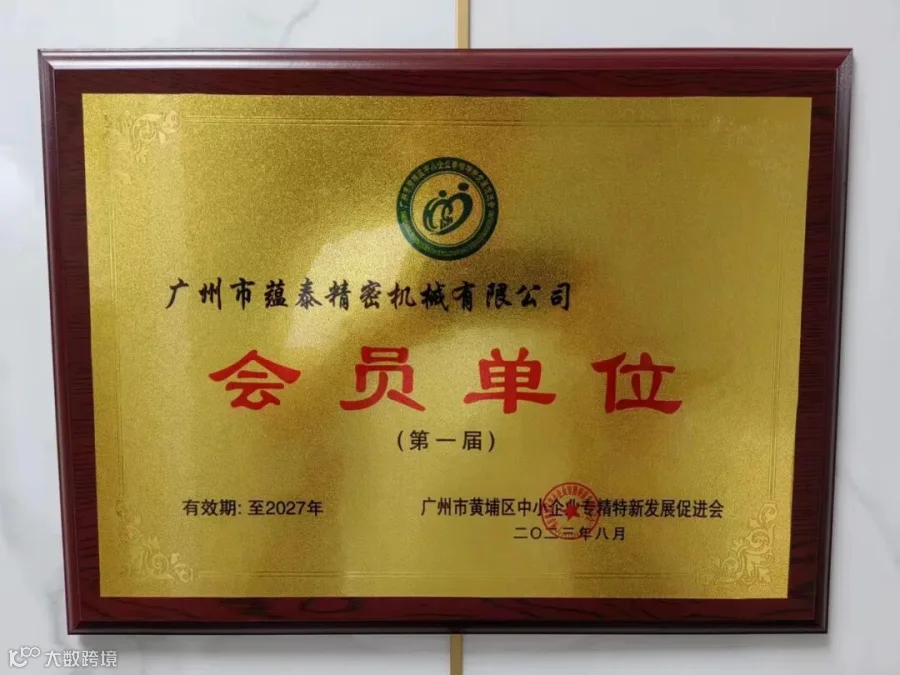 广州市蕴泰精密机械有限公司
会员单位
(第一届)
有效期: 至2027年
广州市黄埔区中小企业专精特新发展促进会
二〇二三年八月
大数跨境